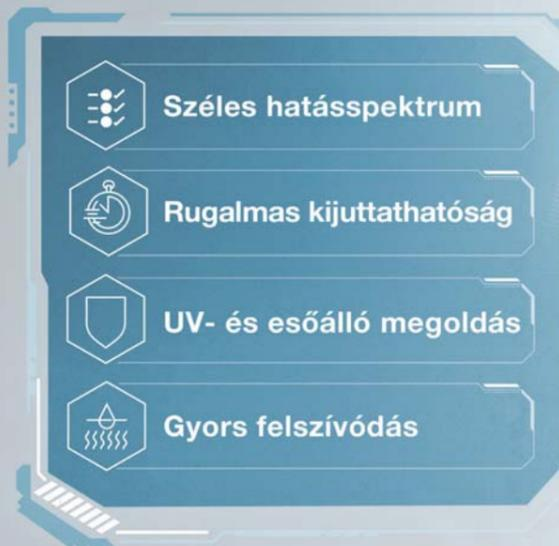 Széles hatásspektrum
Rugalmas kijuttathatóság
UV- és esőálló megoldás
Gyors felszívódás